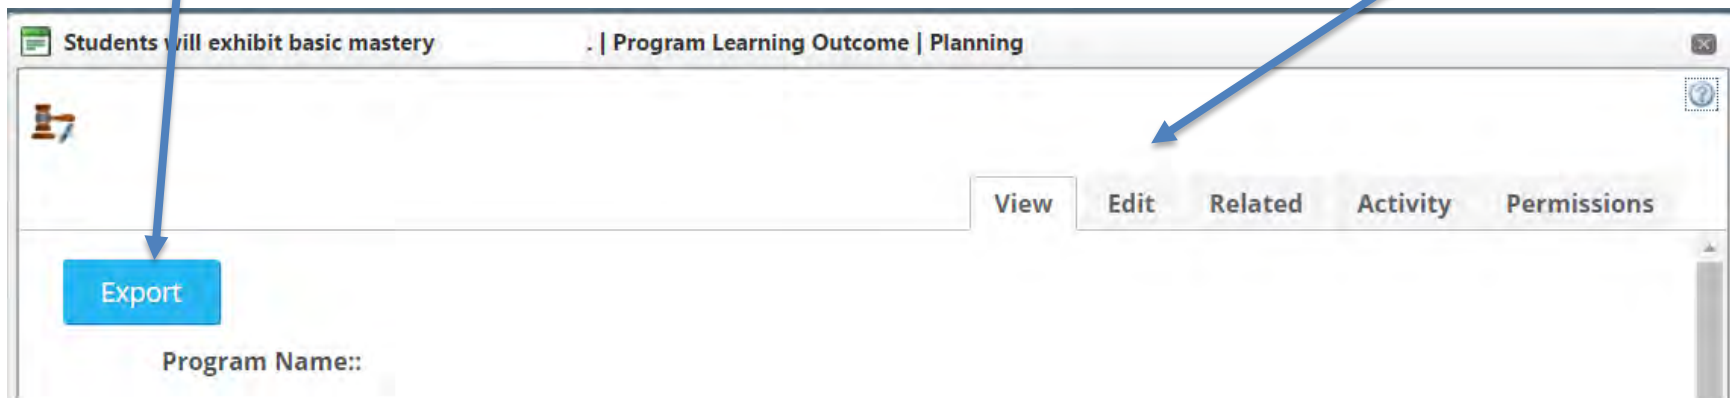 Students will exhibit basic mastery . | Program Learning Outcome | Planning
View Edit Related Activity Permissions
Export
Program Name::